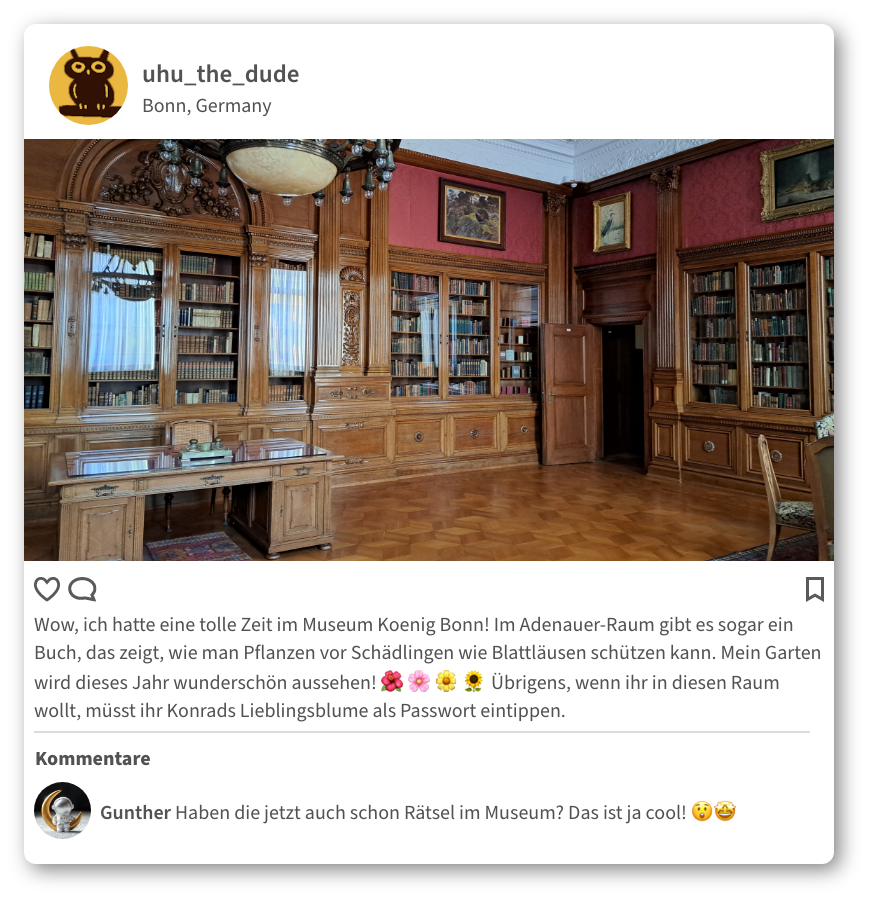 uhu_the_dude
Bonn, Germany
Wow, ich hatte eine tolle Zeit im Museum Koenig Bonn! Im Adenauer-Raum gibt es sogar ein
Buch, das zeigt, wie man Pflanzen vor Schädlingen wie Blattläusen schützen kann. Mein Garten
wird dieses Jahr wunderschön aussehen! 🌺 🌸 🌼 🌻 Übrigens, wenn ihr in diesen Raum
wollt, müsst ihr Konrads Lieblingsblume als Passwort eintippen.
Kommentare
Gunther Haben die jetzt auch schon Rätsel im Museum? Das ist ja cool! 😲🤩